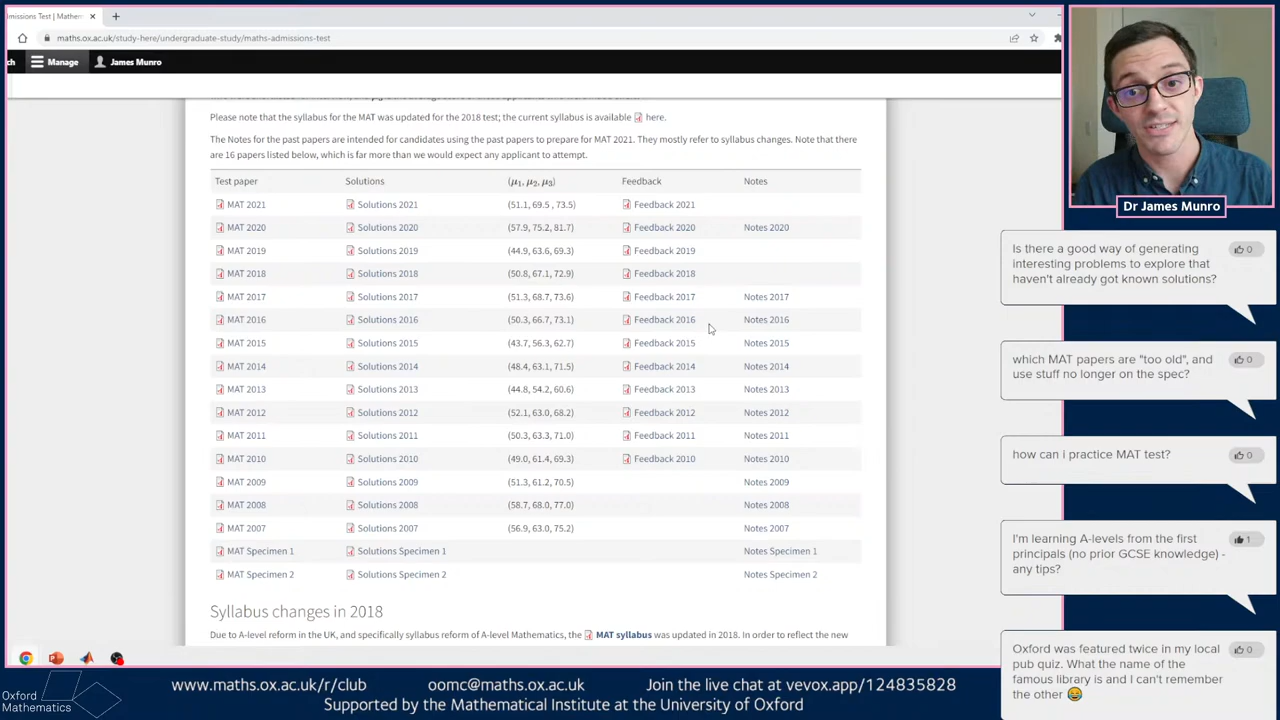 dmissions Test | Mathem
maths.ox.ac.uk/study-here/undergraduate-study/maths-admissions-test
ch Manage James Munro
Please note that the syllabus for the MAT was updated for the 2018 test; the current syllabus is available here.
The Notes for the past papers are intended for candidates using the past papers to prepare for MAT 2021. They mostly refer to syllabus changes. Note that
there are 16 papers listed below, which is far more than we would expect any applicant to attempt.
Test paper Solutions (μ1, μ2, μ3) Feedback Notes
MAT 2021 Solutions 2021 (51.1, 69.5 , 73.5) Feedback 2021
MAT 2020 Solutions 2020 (57.9, 75.2, 81.7) Feedback 2020 Notes 2020
MAT 2019 Solutions 2019 (44.9, 63.6, 69.3) Feedback 2019
MAT 2018 Solutions 2018 (50.8, 67.1, 72.9) Feedback 2018
MAT 2017 Solutions 2017 (51.3, 68.7, 73.6) Feedback 2017 Notes 2017
MAT 2016 Solutions 2016 (50.3, 66.7, 73.1) Feedback 2016 Notes 2016
MAT 2015 Solutions 2015 (43.7, 56.3, 62.7) Feedback 2015 Notes 2015
MAT 2014 Solutions 2014 (48.4, 63.1, 71.5) Feedback 2014 Notes 2014
MAT 2013 Solutions 2013 (44.8, 54.2, 60.6) Feedback 2013 Notes 2013
MAT 2012 Solutions 2012 (52.1, 63.0, 68.2) Feedback 2012 Notes 2012
MAT 2011 Solutions 2011 (50.3, 63.3, 71.0) Feedback 2011 Notes 2011
MAT 2010 Solutions 2010 (49.0, 61.4, 69.3) Feedback 2010 Notes 2010
MAT 2009 Solutions 2009 (51.3, 61.2, 70.5) Notes 2009
MAT 2008 Solutions 2008 (58.7, 68.0, 77.0) Notes 2008
MAT 2007 Solutions 2007 (56.9, 63.0, 75.2) Notes 2007
MAT Specimen 1 Solutions Specimen 1 Notes Specimen 1
MAT Specimen 2 Solutions Specimen 2 Notes Specimen 2
Syllabus changes in 2018
Due to A-level reform in the UK, and specifically syllabus reform of A-level Mathematics, the MAT syllabus was updated in 2018. In order to reflect the new
Dr James Munro
Is there a good way of generating
interesting problems to explore that
haven't already got known solutions?
0
which MAT papers are "too old", and
use stuff no longer on the spec?
0
how can i practice MAT test?
0
I'm learning A-levels from the first
principals (no prior GCSE knowledge) -
any tips?
1
Oxford was featured twice in my local
pub quiz. What the name of the
famous library is and I can't remember
the other 😂
0
Oxford
Mathematics
www.maths.ox.ac.uk/r/club oomc@maths.ox.ac.uk Join the live chat at vevox.app/124835828
Supported by the Mathematical Institute at the University of Oxford